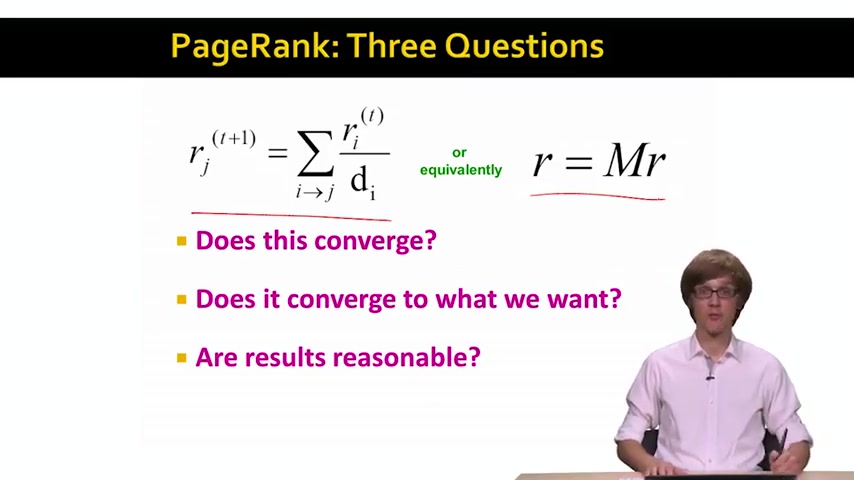 PageRank: Three Questions
r_j^{(t+1)} = \sum_{i \to j} \frac{r_i^{(t)}}{d_i}
or
equivalently
r = Mr
Does this converge?
Does it converge to what we want?
Are results reasonable?